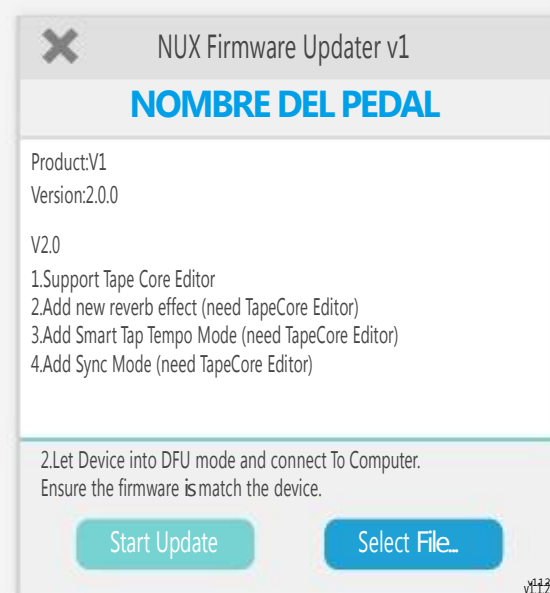 NUX Firmware Updater v1
NOMBRE DEL PEDAL
Product:V1
Version:2.0.0
V2.0
1.Support Tape Core Editor
2.Add new reverb effect (need TapeCore Editor)
3.Add Smart Tap Tempo Mode (need TapeCore Editor)
4.Add Sync Mode (need TapeCore Editor)
2.Let Device into DFU mode and connect To Computer.
Ensure the firmware is match the device.
Start Update
Select File...
v1.1.2